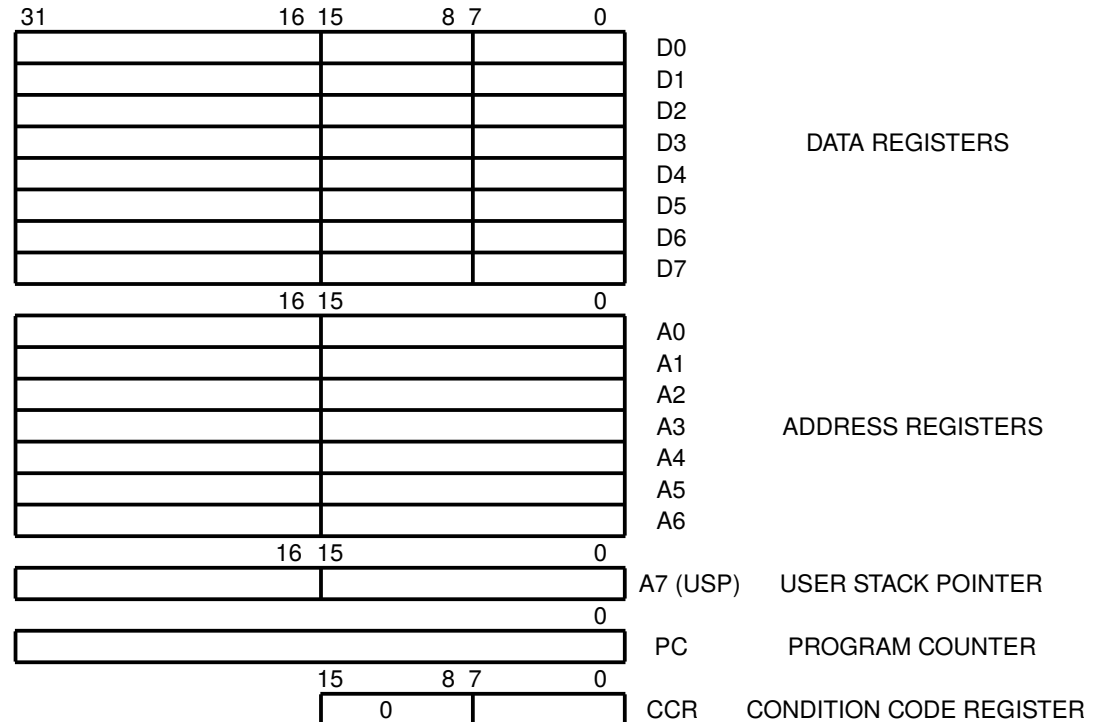 31 16 15 8 7 0
D0
D1
D2
D3 DATA REGISTERS
D4
D5
D6
D7
16 15 0
A0
A1
A2
A3 ADDRESS REGISTERS
A4
A5
A6
16 15 0
A7 (USP) USER STACK POINTER
0
PC PROGRAM COUNTER
15 8 7 0
0 CCR CONDITION CODE REGISTER